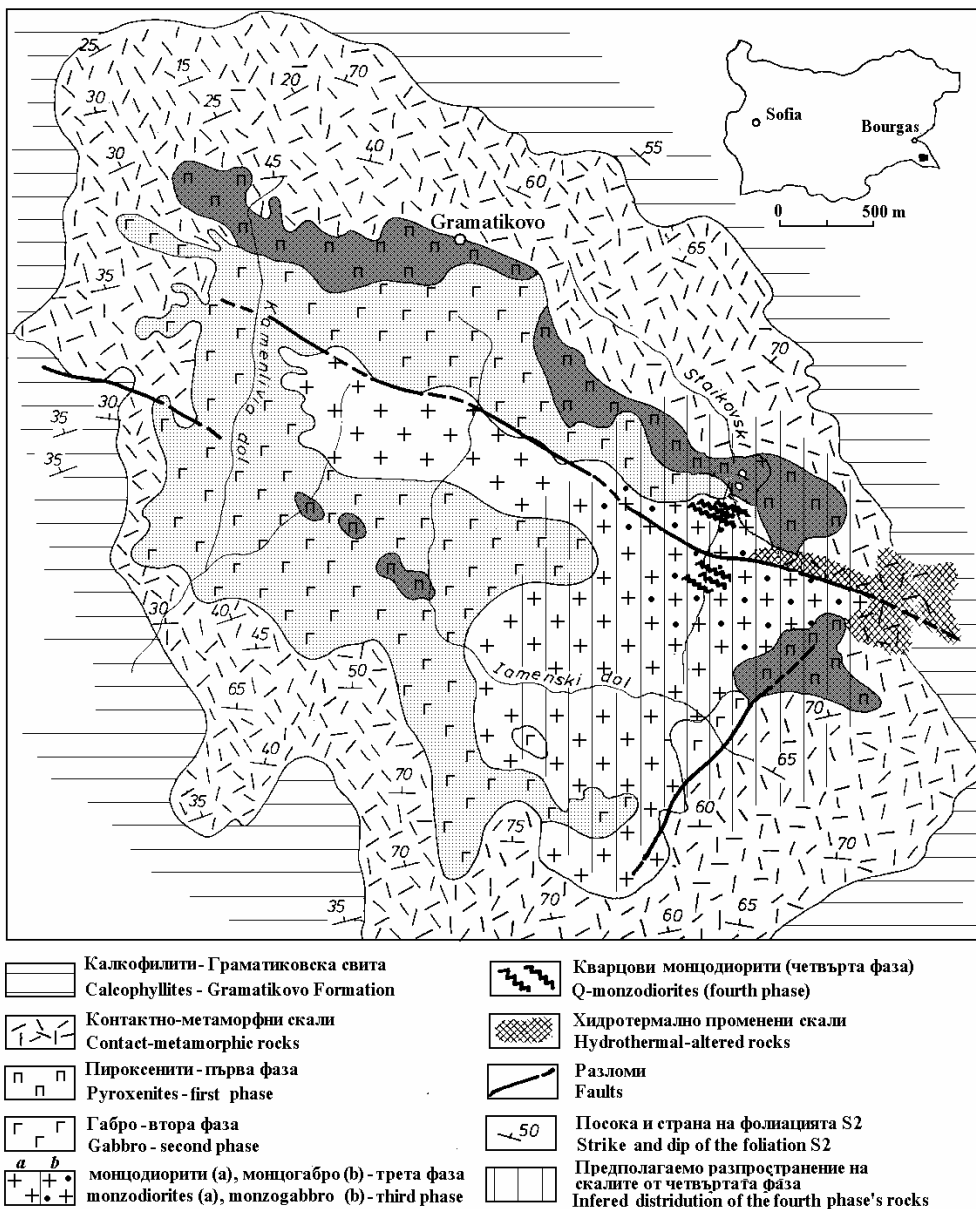 25
15
20
70
30
25
Sofia
Bourgas
55
40
30
45
60
0 500 m
Gramatikovo
65
35
35
Kamenlivia dol
Staikovski dol
70
30
35
35
30
40
45
50
Iamenski dol
65
70
40
65
70
35
75
60
70
70
35
70
60
65
Калкофилити-Граматиковска свита
Calcophyllites - Gramatikovo Formation
Контактно-метаморфни скали
Contact-metamorphic rocks
Пироксенити-първа фаза
Pyroxenites-first phase
Габро-втора фаза
Gabbro-second phase
a b
монцодиорити (a), монцогабро (b)-трета фаза
monzodiorites (a), monzogabbro (b)-third phase
Кварцови монцодиорити (четвърта фаза)
Q-monzodiorites (fourth phase)
Хидротермално променени скали
Hydrothermal-altered rocks
Разломи
Faults
50
Посока и страна на фолиацията S2
Strike and dip of the foliation S2
Предполагаемо разпространение на
скалите от четвъртата фаза
Infered distridution of the fourth phase's rocks